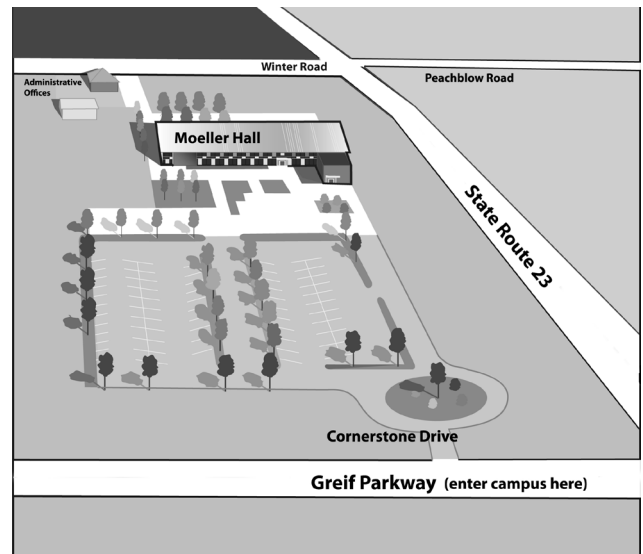 Winter Road
Peachblow Road
Administrative
Offices
Moeller Hall
State Route 23
Cornerstone Drive
Greif Parkway (enter campus here)